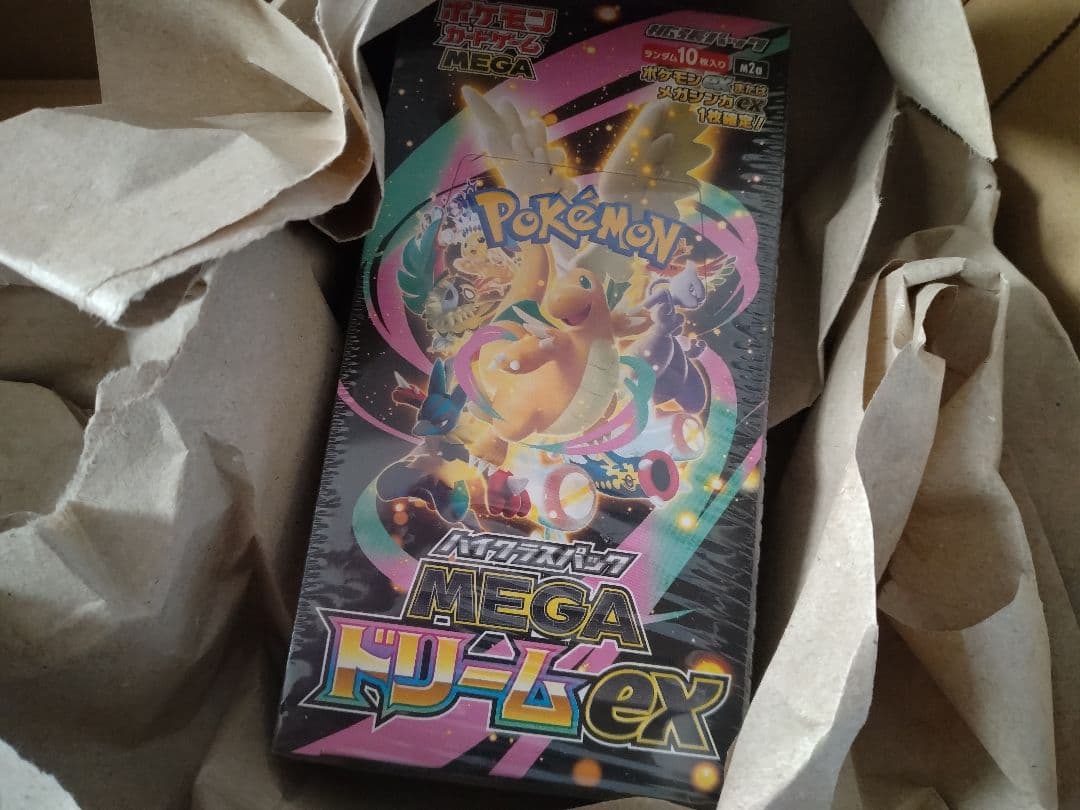 ポケモン
カードゲーム
MEGA
拡張パック
ランダム10枚入り
M2a
ポケモンexまたは
メガシンカex
1枚確定!!
POKéMON
ハイクラスパック
MEGA
ドリームex